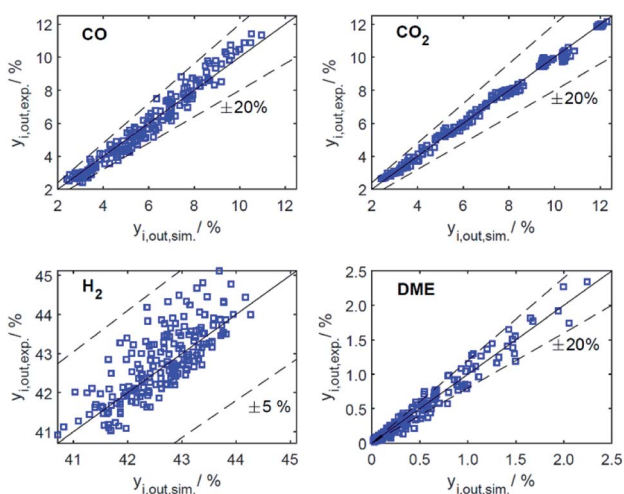 CO
y_i,out,exp. / %
12
10
8
6
4
2
±20%
2 4 6 8 10 12
y_i,out,sim. / %
CO₂
y_i,out,exp. / %
12
10
8
6
4
2
±20%
2 4 6 8 10 12
y_i,out,sim. / %
H₂
y_i,out,exp. / %
45
44
43
42
41
±5 %
41 42 43 44 45
y_i,out,sim. / %
DME
y_i,out,exp. / %
2.5
2.0
1.5
1.0
0.5
0
±20%
0 0.5 1.0 1.5 2.0 2.5
y_i,out,sim. / %